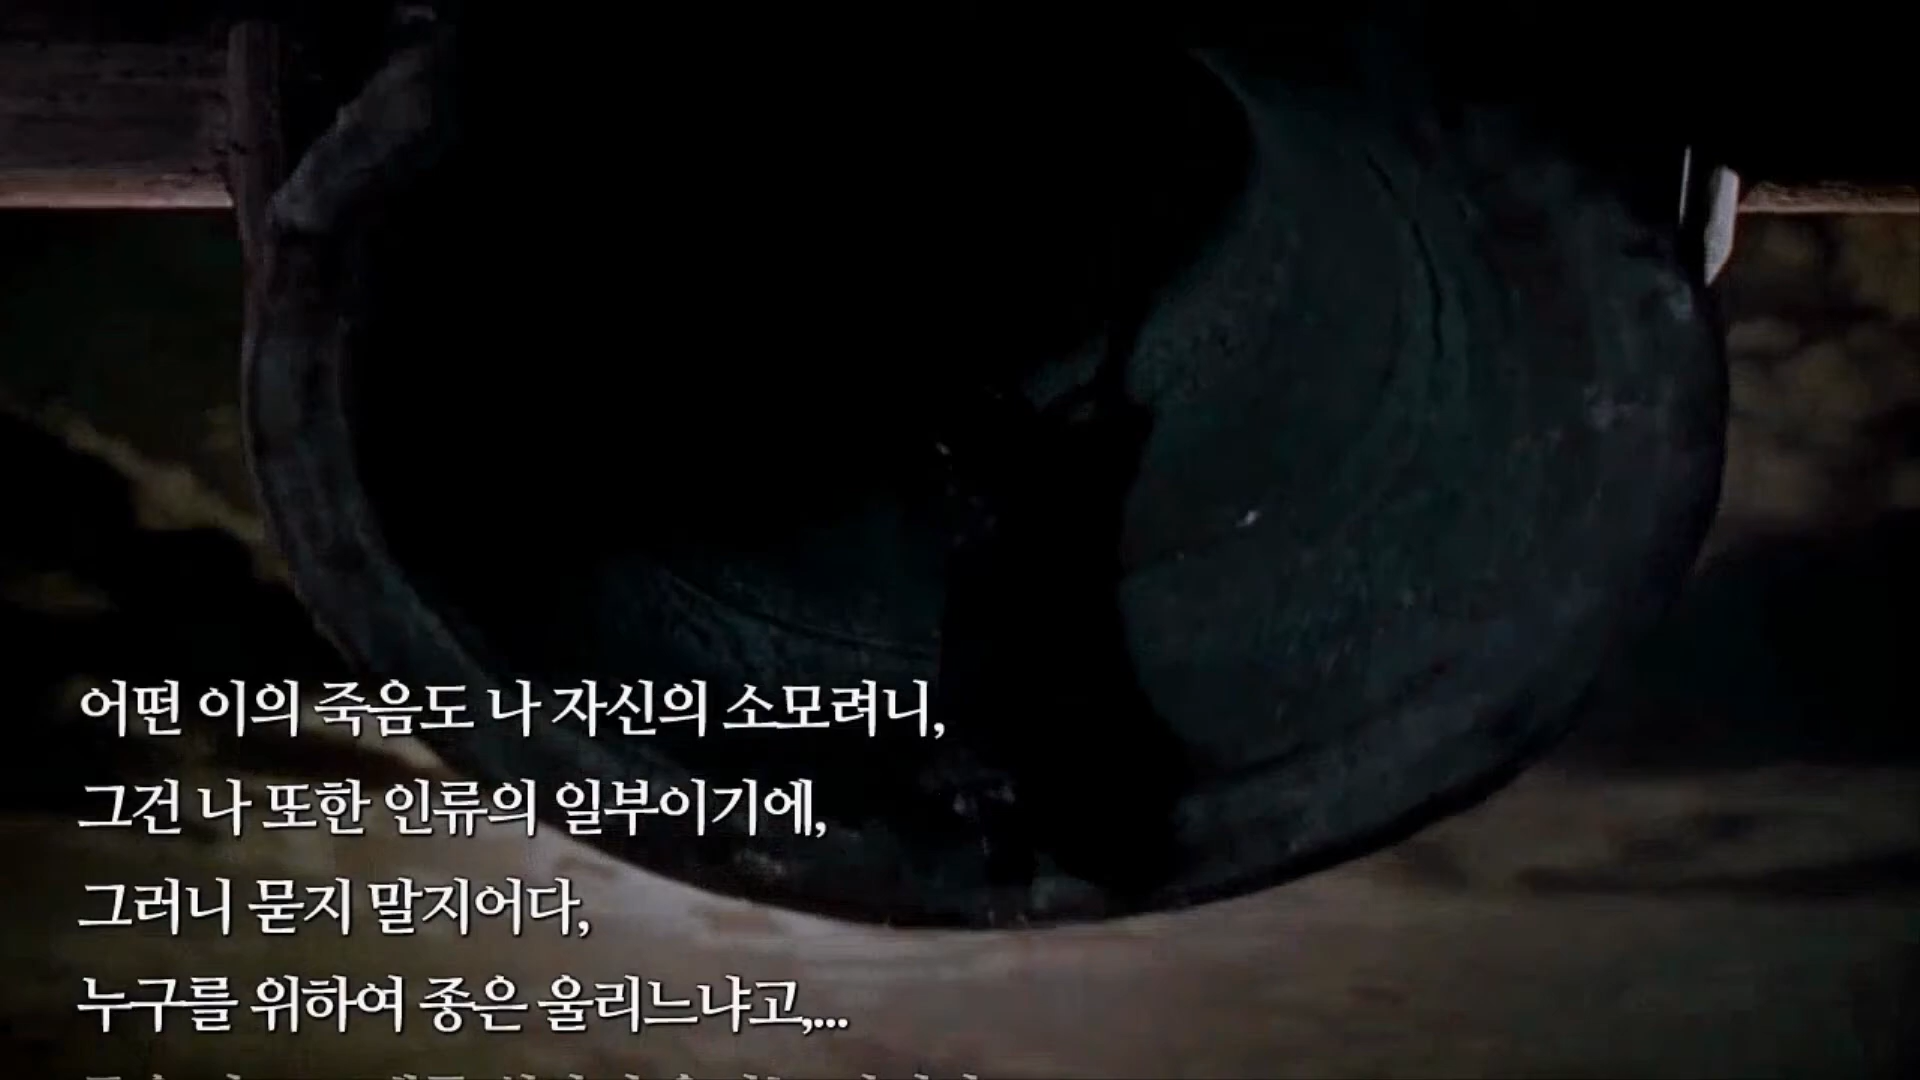 어떤 이의 죽음도 나 자신의 소모려니,
그건 나 또한 인류의 일부이기에,
그러니 묻지 말지어다,
누구를 위하여 종은 울리느냐고,...